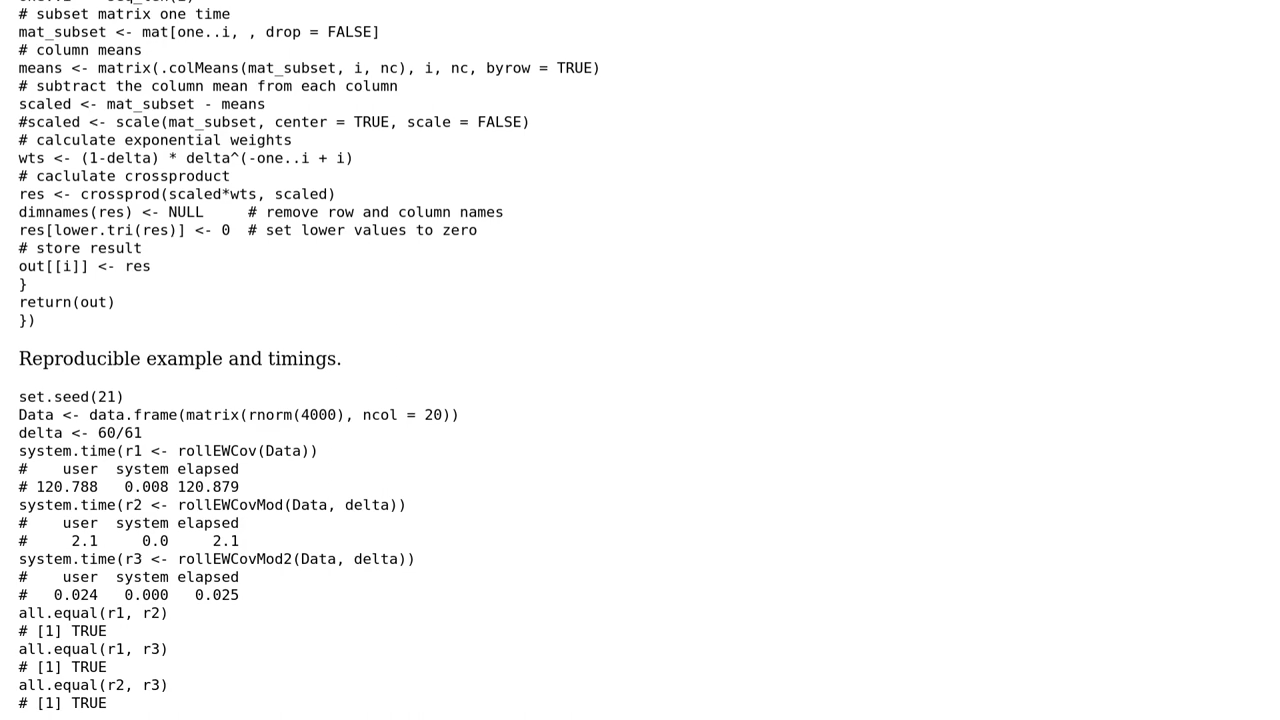 # subset matrix one time
mat_subset <- mat[one..i, , drop = FALSE]
# column means
means <- matrix(.colMeans(mat_subset, i, nc), i, nc, byrow = TRUE)
# subtract the column mean from each column
scaled <- mat_subset - means
#scaled <- scale(mat_subset, center = TRUE, scale = FALSE)
# calculate exponential weights
wts <- (1-delta) * delta^(-one..i + i)
# caclulate crossproduct
res <- crossprod(scaled*wts, scaled)
dimnames(res) <- NULL     # remove row and column names
res[lower.tri(res)] <- 0  # set lower values to zero
# store result
out[[i]] <- res
}
return(out)
})
Reproducible example and timings.
set.seed(21)
Data <- data.frame(matrix(rnorm(4000), ncol = 20))
delta <- 60/61
system.time(r1 <- rollEWCov(Data))
#    user  system elapsed
# 120.788   0.008 120.879
system.time(r2 <- rollEWCovMod(Data, delta))
#    user  system elapsed
#     2.1     0.0     2.1
system.time(r3 <- rollEWCovMod2(Data, delta))
#    user  system elapsed
#   0.024   0.000   0.025
all.equal(r1, r2)
# [1] TRUE
all.equal(r1, r3)
# [1] TRUE
all.equal(r2, r3)
# [1] TRUE